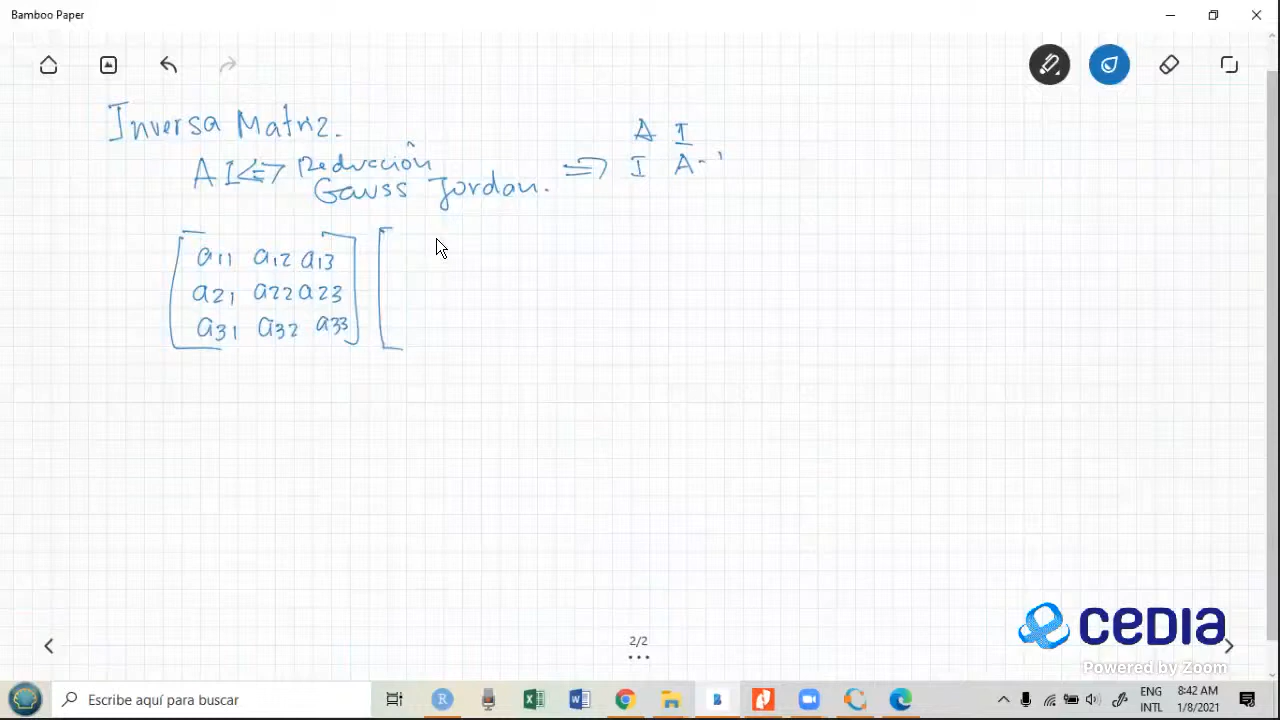 Bamboo Paper
Inversa Matriz.
A I <=> Reducción
Gauss Jordan. => 
A I
I A-1
a11 a12 a13
a21 a22 a23
a31 a32 a33
2/2
cedia
Powered by Zoom
Escribe aquí para buscar
ENG
INTL
8:42 AM
1/8/2021